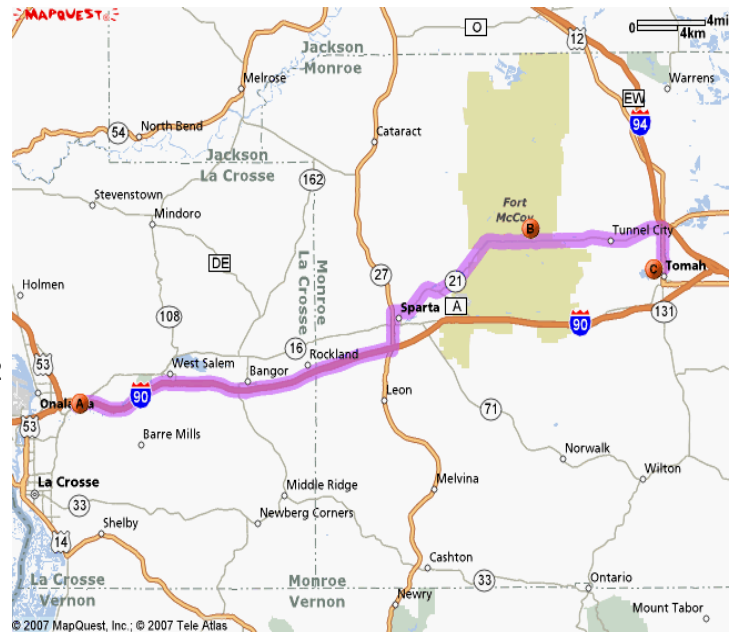 MAPQUEST
0 4mi
4km
O
12
Jackson
Monroe
Melrose
Warrens
EW
94
54
North Bend
Cataract
Jackson
La Crosse
162
Fort
McCoy
B
Stevenstown
Mindoro
Tunnel City
DE
Monroe
La Crosse
C
Tomah
27
21
Holmen
A
Sparta
131
108
90
16
Rockland
53
West Salem
Bangor
90
Onala
A
a
Leon
53
71
Barre Mills
Norwalk
Wilton
La Crosse
33
Middle Ridge
Melvina
Newberg Corners
14
Shelby
Cashton
33
Ontario
La Crosse
Vernon
Monroe
Vernon
Newry
Mount Tabor
© 2007 MapQuest, Inc.; © 2007 Tele Atlas